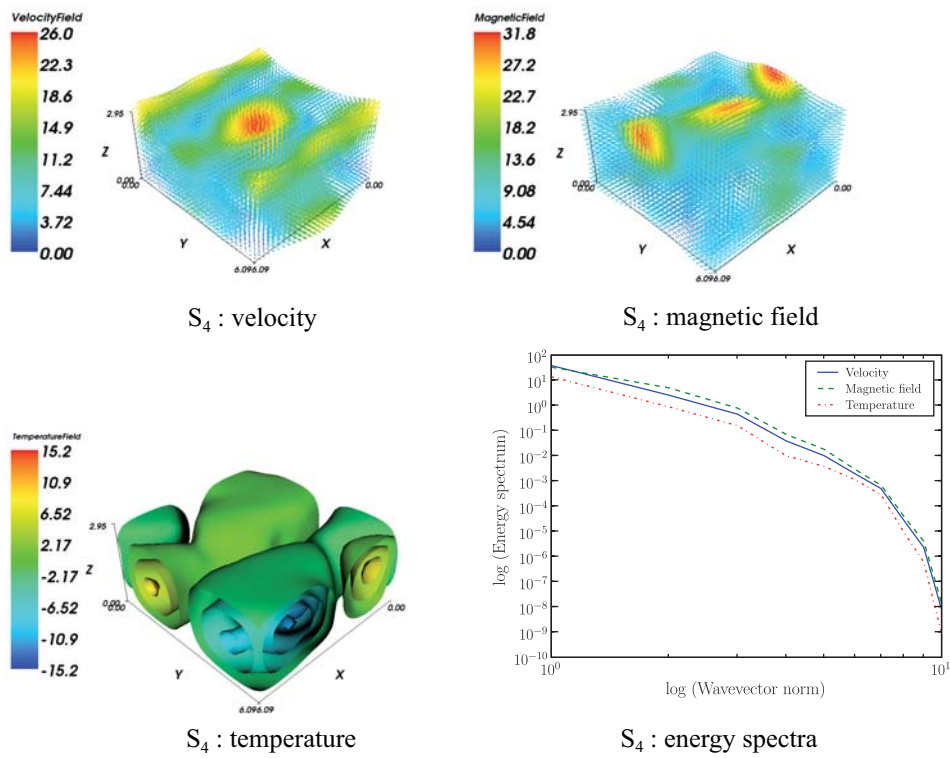 VelocityField
26.0
22.3
18.6
14.9
11.2
7.44
3.72
0.00
2.95
Z
0.00
0.00
0.00
Y
X
6.096.09
S4 : velocity
MagneticField
31.8
27.2
22.7
18.2
13.6
9.08
4.54
0.00
2.95
Z
0.00
0.00
0.00
Y
X
6.096.09
S4 : magnetic field
TemperatureField
15.2
10.9
6.52
2.17
-2.17
-6.52
-10.9
-15.2
2.95
Z
0.00
0.00
0.00
Y
X
6.096.09
S4 : temperature
log (Energy spectrum)
10^2
10^1
10^0
10^-1
10^-2
10^-3
10^-4
10^-5
10^-6
10^-7
10^-8
10^-9
10^-10
Velocity
Magnetic field
Temperature
10^0
10^1
log (Wavevector norm)
S4 : energy spectra